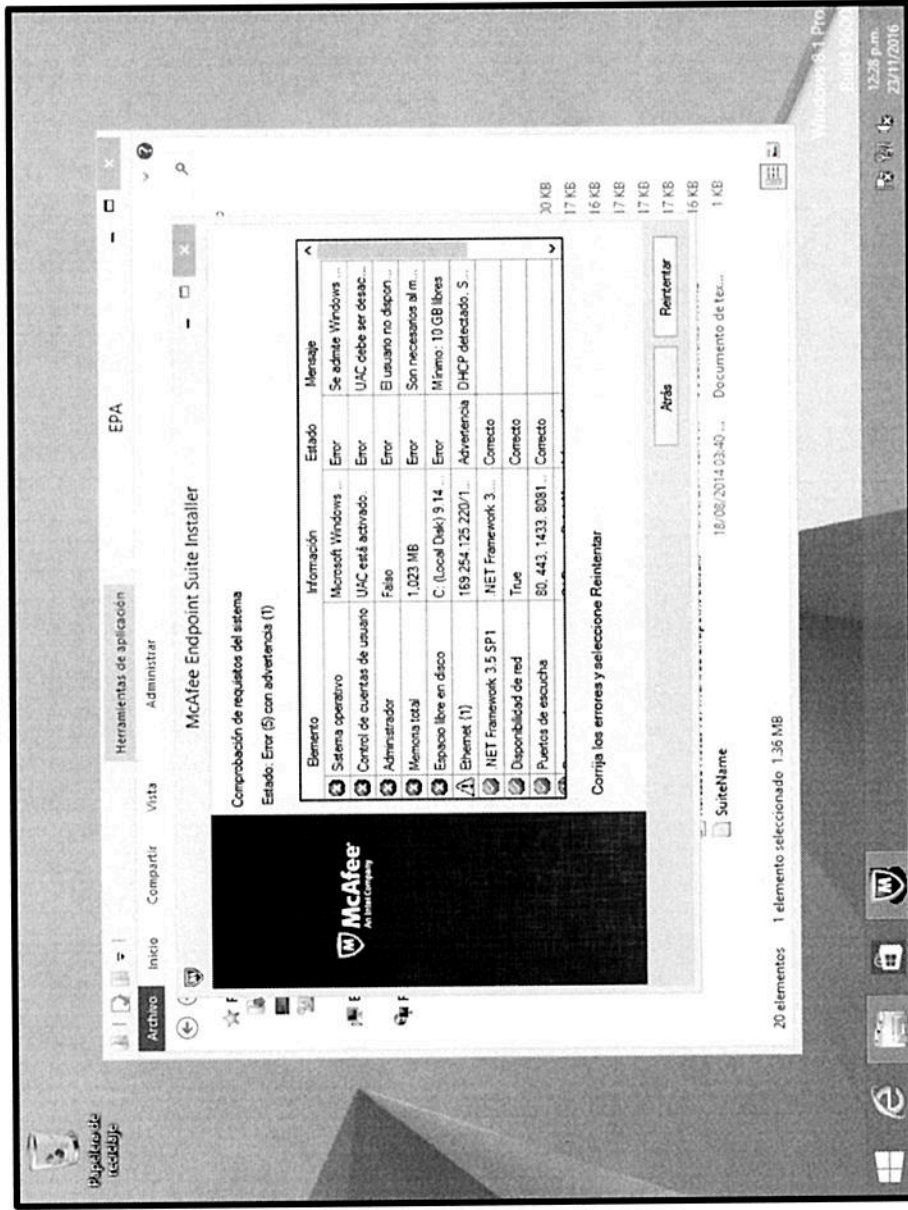 Papelera de
reciclaje
Herramientas de aplicación
EPA
Archivo
Inicio
Compartir
Vista
Administrar
McAfee Endpoint Suite Installer
McAfee
An Intel Company
Comprobación de requisitos del sistema
Estado: Error (5) con advertencia (1)
Elemento Información Estado Mensaje
Sistema operativo Microsoft Windows ... Error Se admite Windows ...
Control de cuentas de usuario UAC está activado. Error UAC debe ser desac...
Administrador Falso Error El usuario no dispon...
Memoria total 1,023 MB Error Son necesarios al m...
Espacio libre en disco C: (Local Disk) 9.14 ... Error Mínimo: 10 GB libres
Ethernet (1) 169.254.125.220/1... Advertencia DHCP detectado. S...
.NET Framework 3.5 SP1 .NET Framework 3... Correcto
Disponibilidad de red True Correcto
Puertos de escucha 80, 443, 1433, 8081... Correcto
Corrija los errores y seleccione Reintentar
Atrás
Reintentar
17 KB
16 KB
17 KB
17 KB
17 KB
16 KB
SuiteName 18/08/2014 03:40 ... Documento de tex... 1 KB
20 elementos 1 elemento seleccionado 1.36 MB
Windows 8.1 Pro
12:28 p.m.
23/11/2016